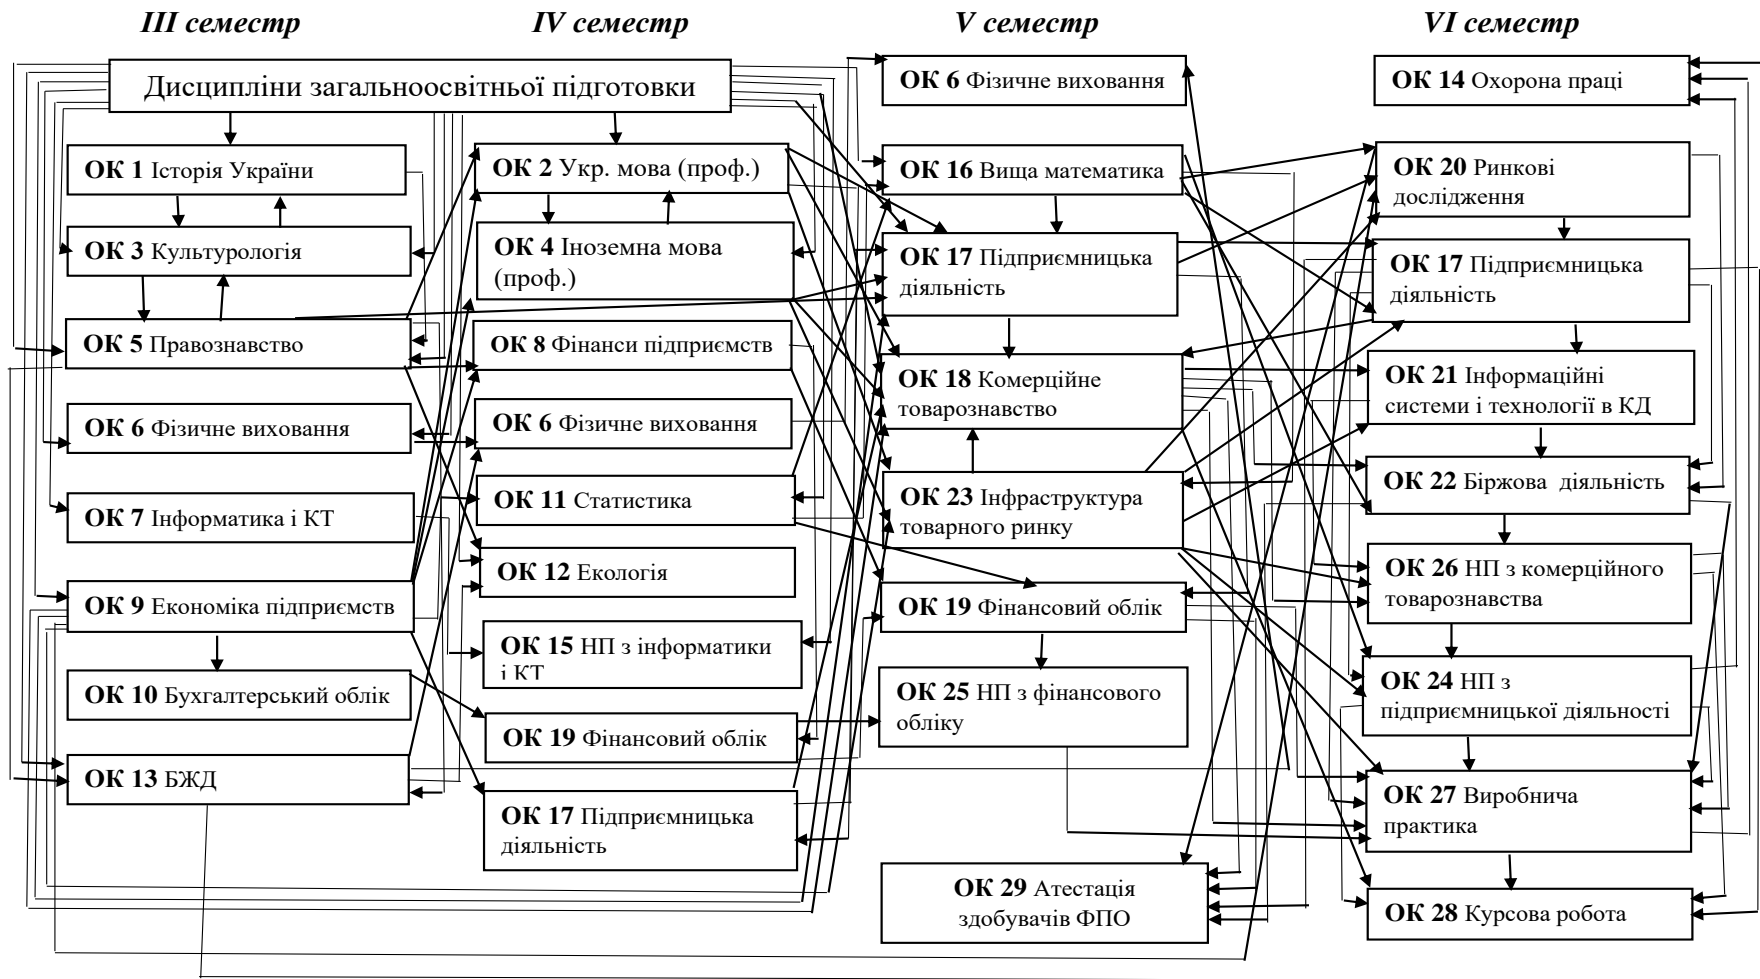 III семестр
IV семестр
V семестр
VI семестр
Дисципліни загальноосвітньої підготовки
ОК 1 Історія України
ОК 3 Культурологія
ОК 5 Правознавство
ОК 6 Фізичне виховання
ОК 7 Інформатика і КТ
ОК 9 Економіка підприємств
ОК 10 Бухгалтерський облік
ОК 13 БЖД
ОК 2 Укр. мова (проф.)
ОК 4 Іноземна мова
(проф.)
ОК 8 Фінанси підприємств
ОК 6 Фізичне виховання
ОК 11 Статистика
ОК 12 Екологія
ОК 15 НП з інформатики
і КТ
ОК 19 Фінансовий облік
ОК 17 Підприємницька
діяльність
ОК 6 Фізичне виховання
ОК 16 Вища математика
ОК 17 Підприємницька
діяльність
ОК 18 Комерційне
товарознавство
ОК 23 Інфраструктура
товарного ринку
ОК 19 Фінансовий облік
ОК 25 НП з фінансового
обліку
ОК 29 Атестація
здобувачів ФПО
ОК 14 Охорона праці
ОК 20 Ринкові
дослідження
ОК 17 Підприємницька
діяльність
ОК 21 Інформаційні
системи і технології в КД
ОК 22 Біржова діяльність
ОК 26 НП з комерційного
товарознавства
ОК 24 НП з
підприємницької діяльності
ОК 27 Виробнича
практика
ОК 28 Курсова робота